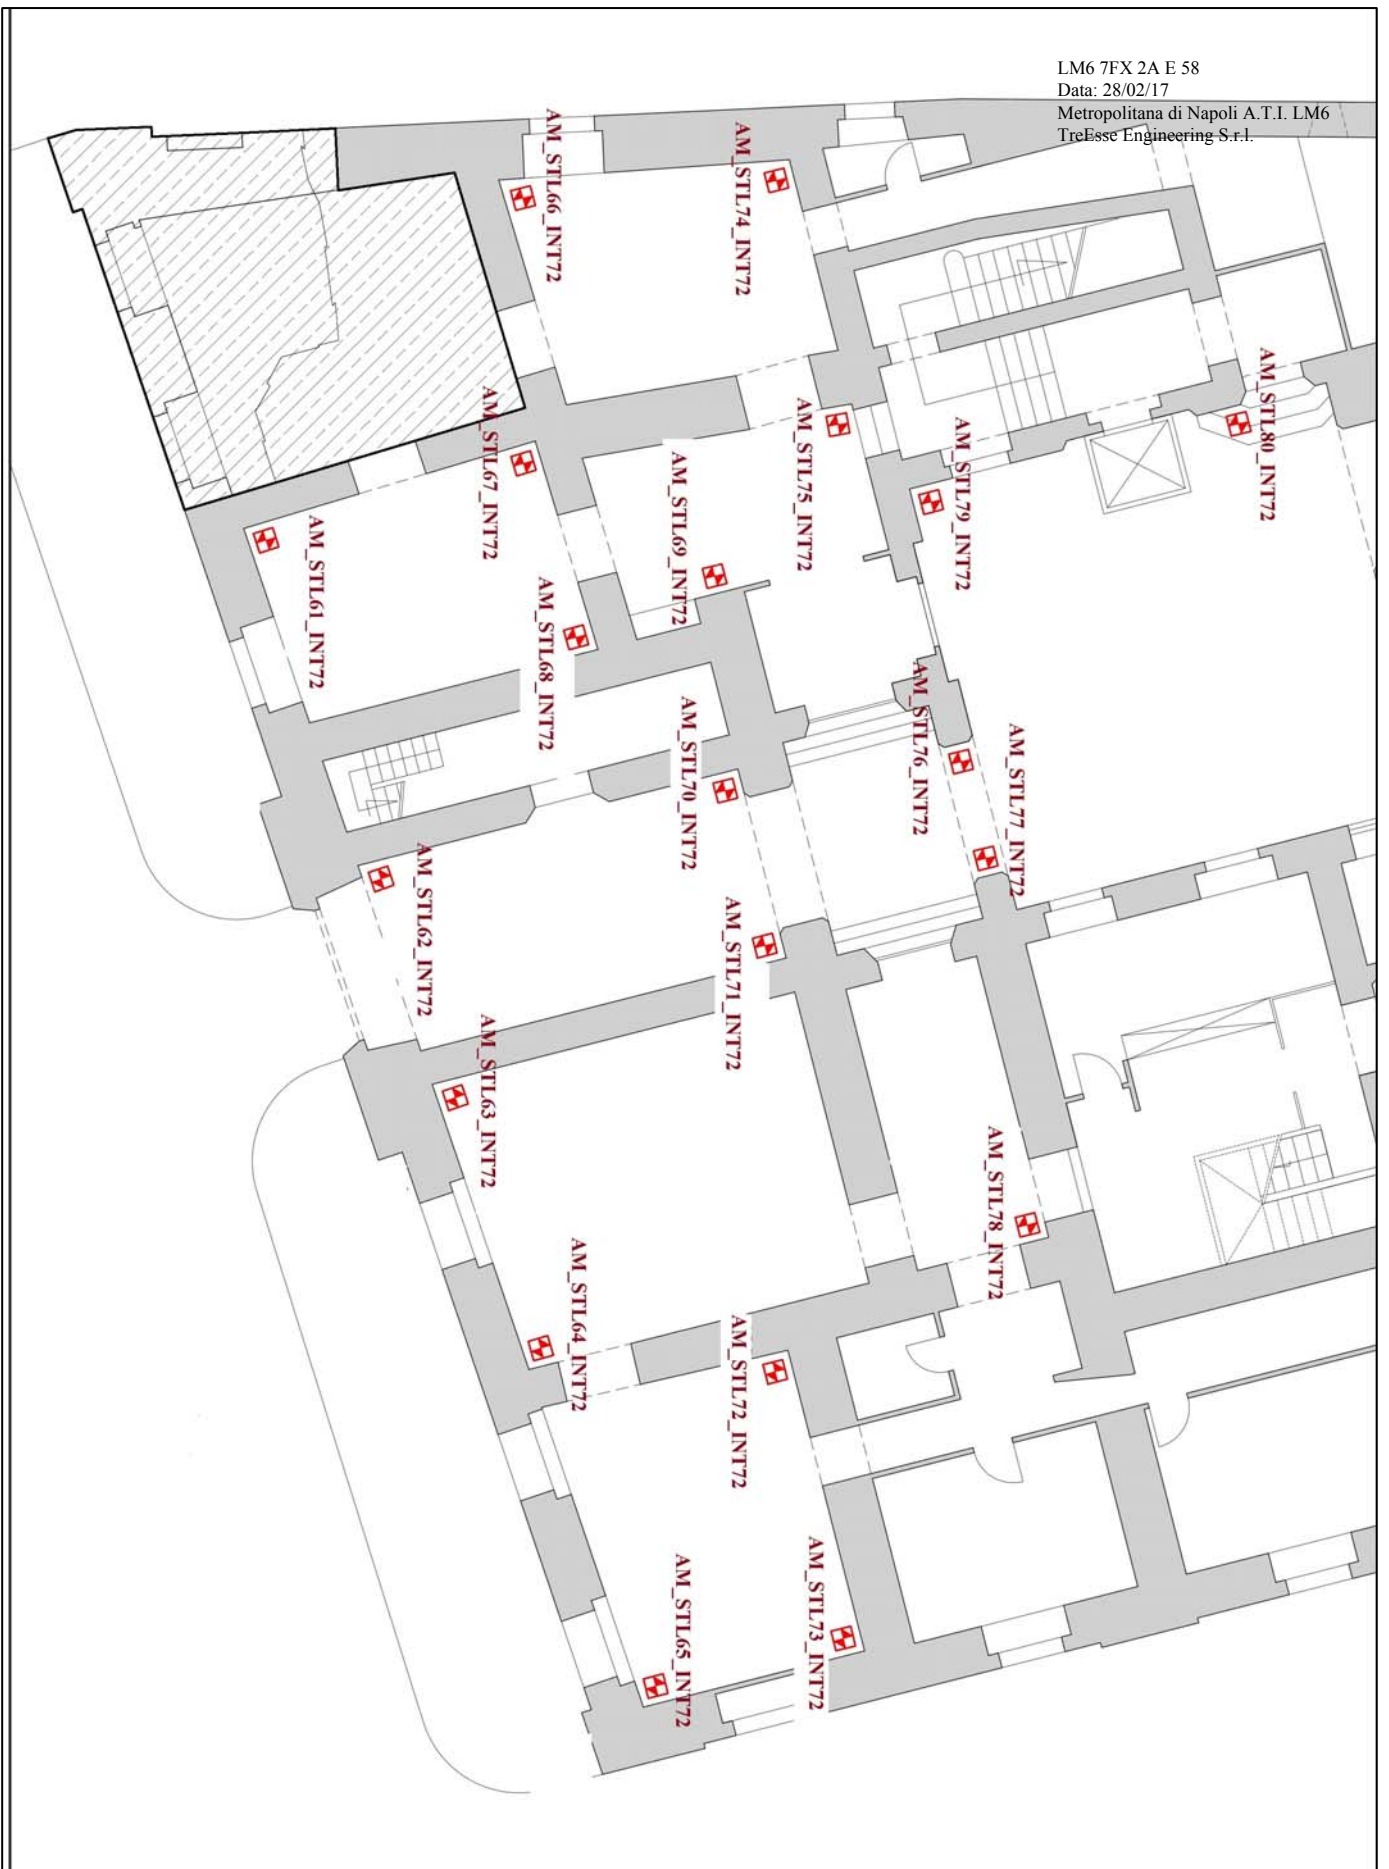 LM6 7FX 2A E 58
Data: 28/02/17
Metropolitana di Napoli A.T.I. LM6
TreEsse Engineering S.r.l.
AM_STL66_INT72
AM_STL74_INT72
AM_STL80_INT72
AM_STL67_INT72
AM_STL75_INT72
AM_STL79_INT72
AM_STL69_INT72
AM_STL61_INT72
AM_STL68_INT72
AM_STL76_INT72
AM_STL70_INT72
AM_STL77_INT72
AM_STL62_INT72
AM_STL71_INT72
AM_STL63_INT72
AM_STL78_INT72
AM_STL64_INT72
AM_STL72_INT72
AM_STL73_INT72
AM_STL65_INT72